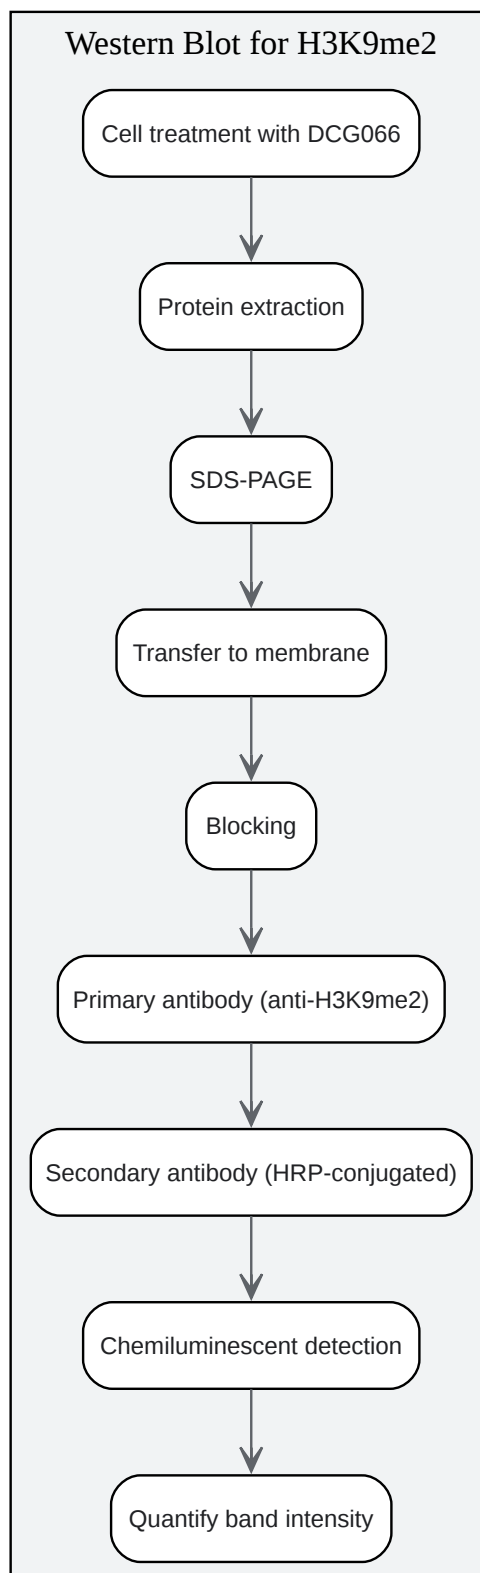 Western Blot for H3K9me2
Cell treatment with DCG066
Protein extraction
SDS-PAGE
Transfer to membrane
Blocking
Primary antibody (anti-H3K9me2)
Secondary antibody (HRP-conjugated)
Chemiluminescent detection
Quantify band intensity